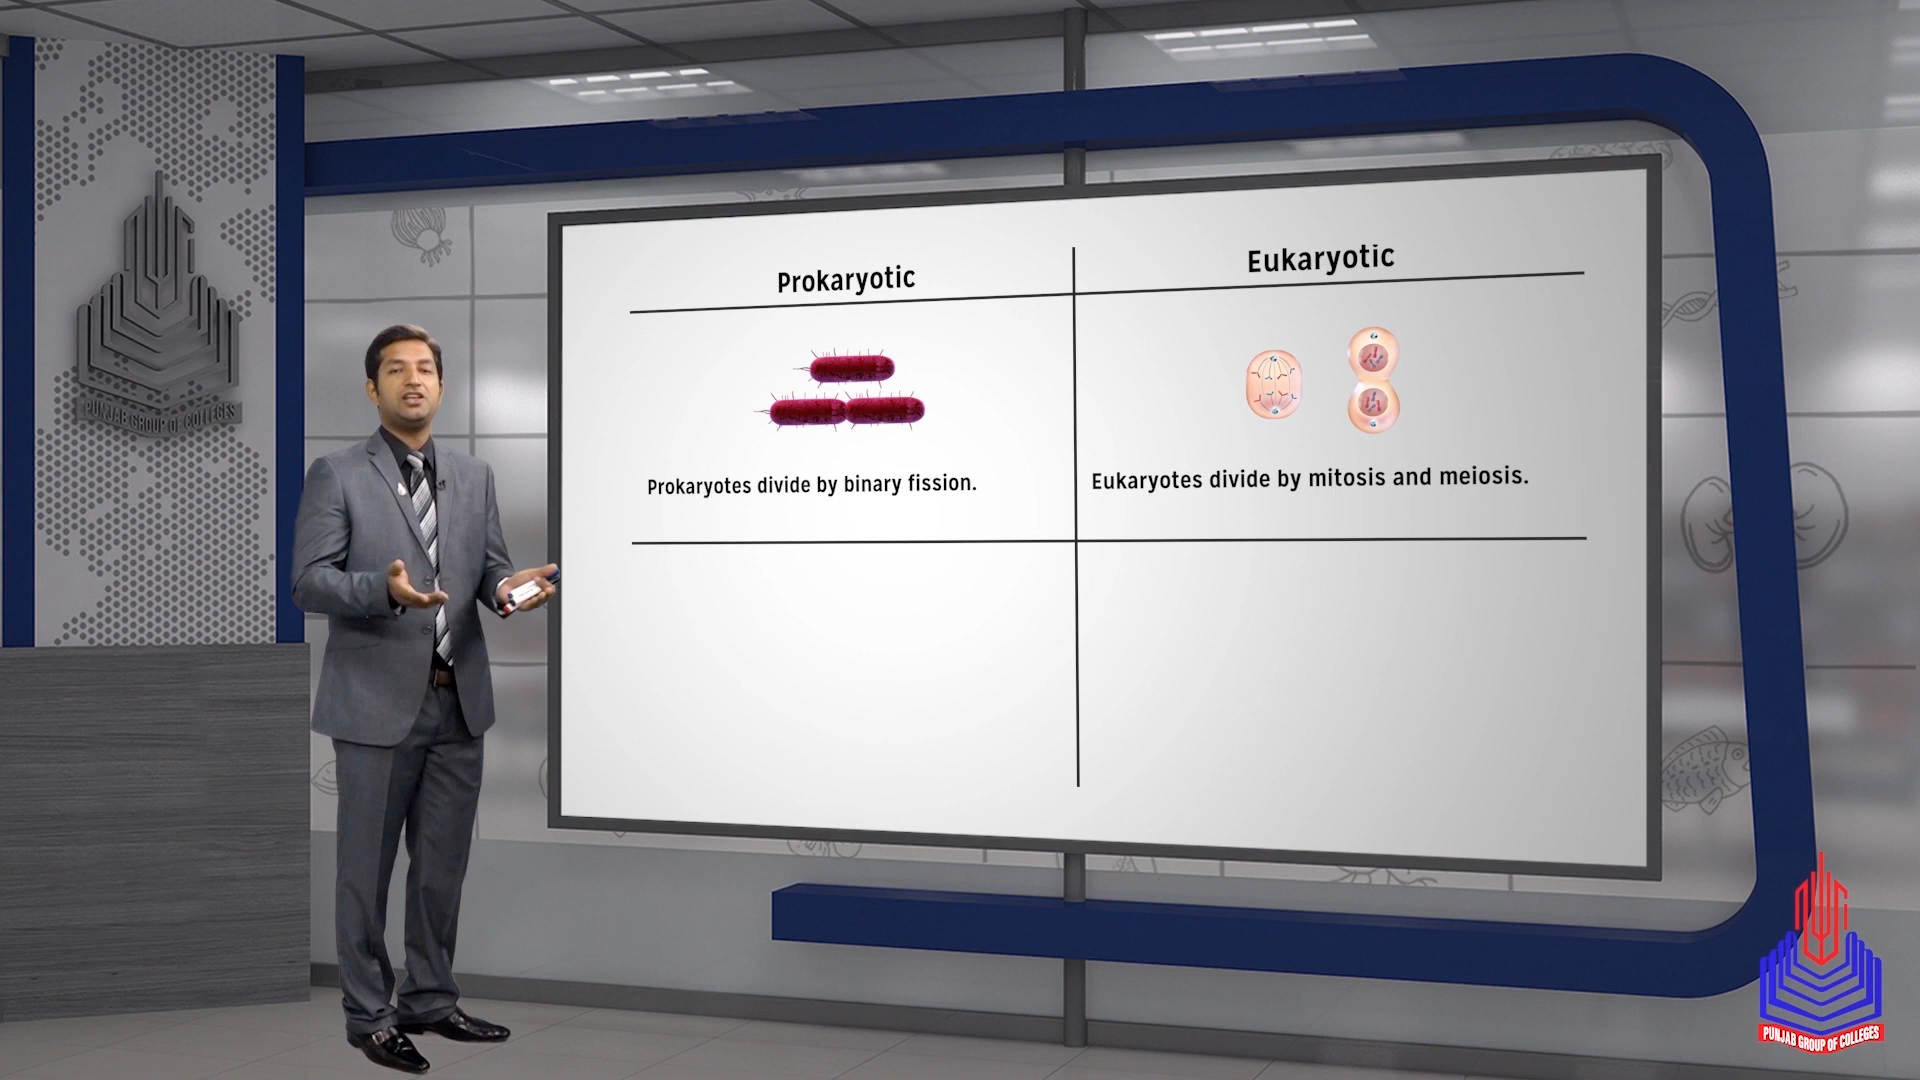 PUNJAB GROUP OF COLLEGES
Prokaryotic
Eukaryotic
Prokaryotes divide by binary fission.
Eukaryotes divide by mitosis and meiosis.
PUNJAB GROUP OF COLLEGES